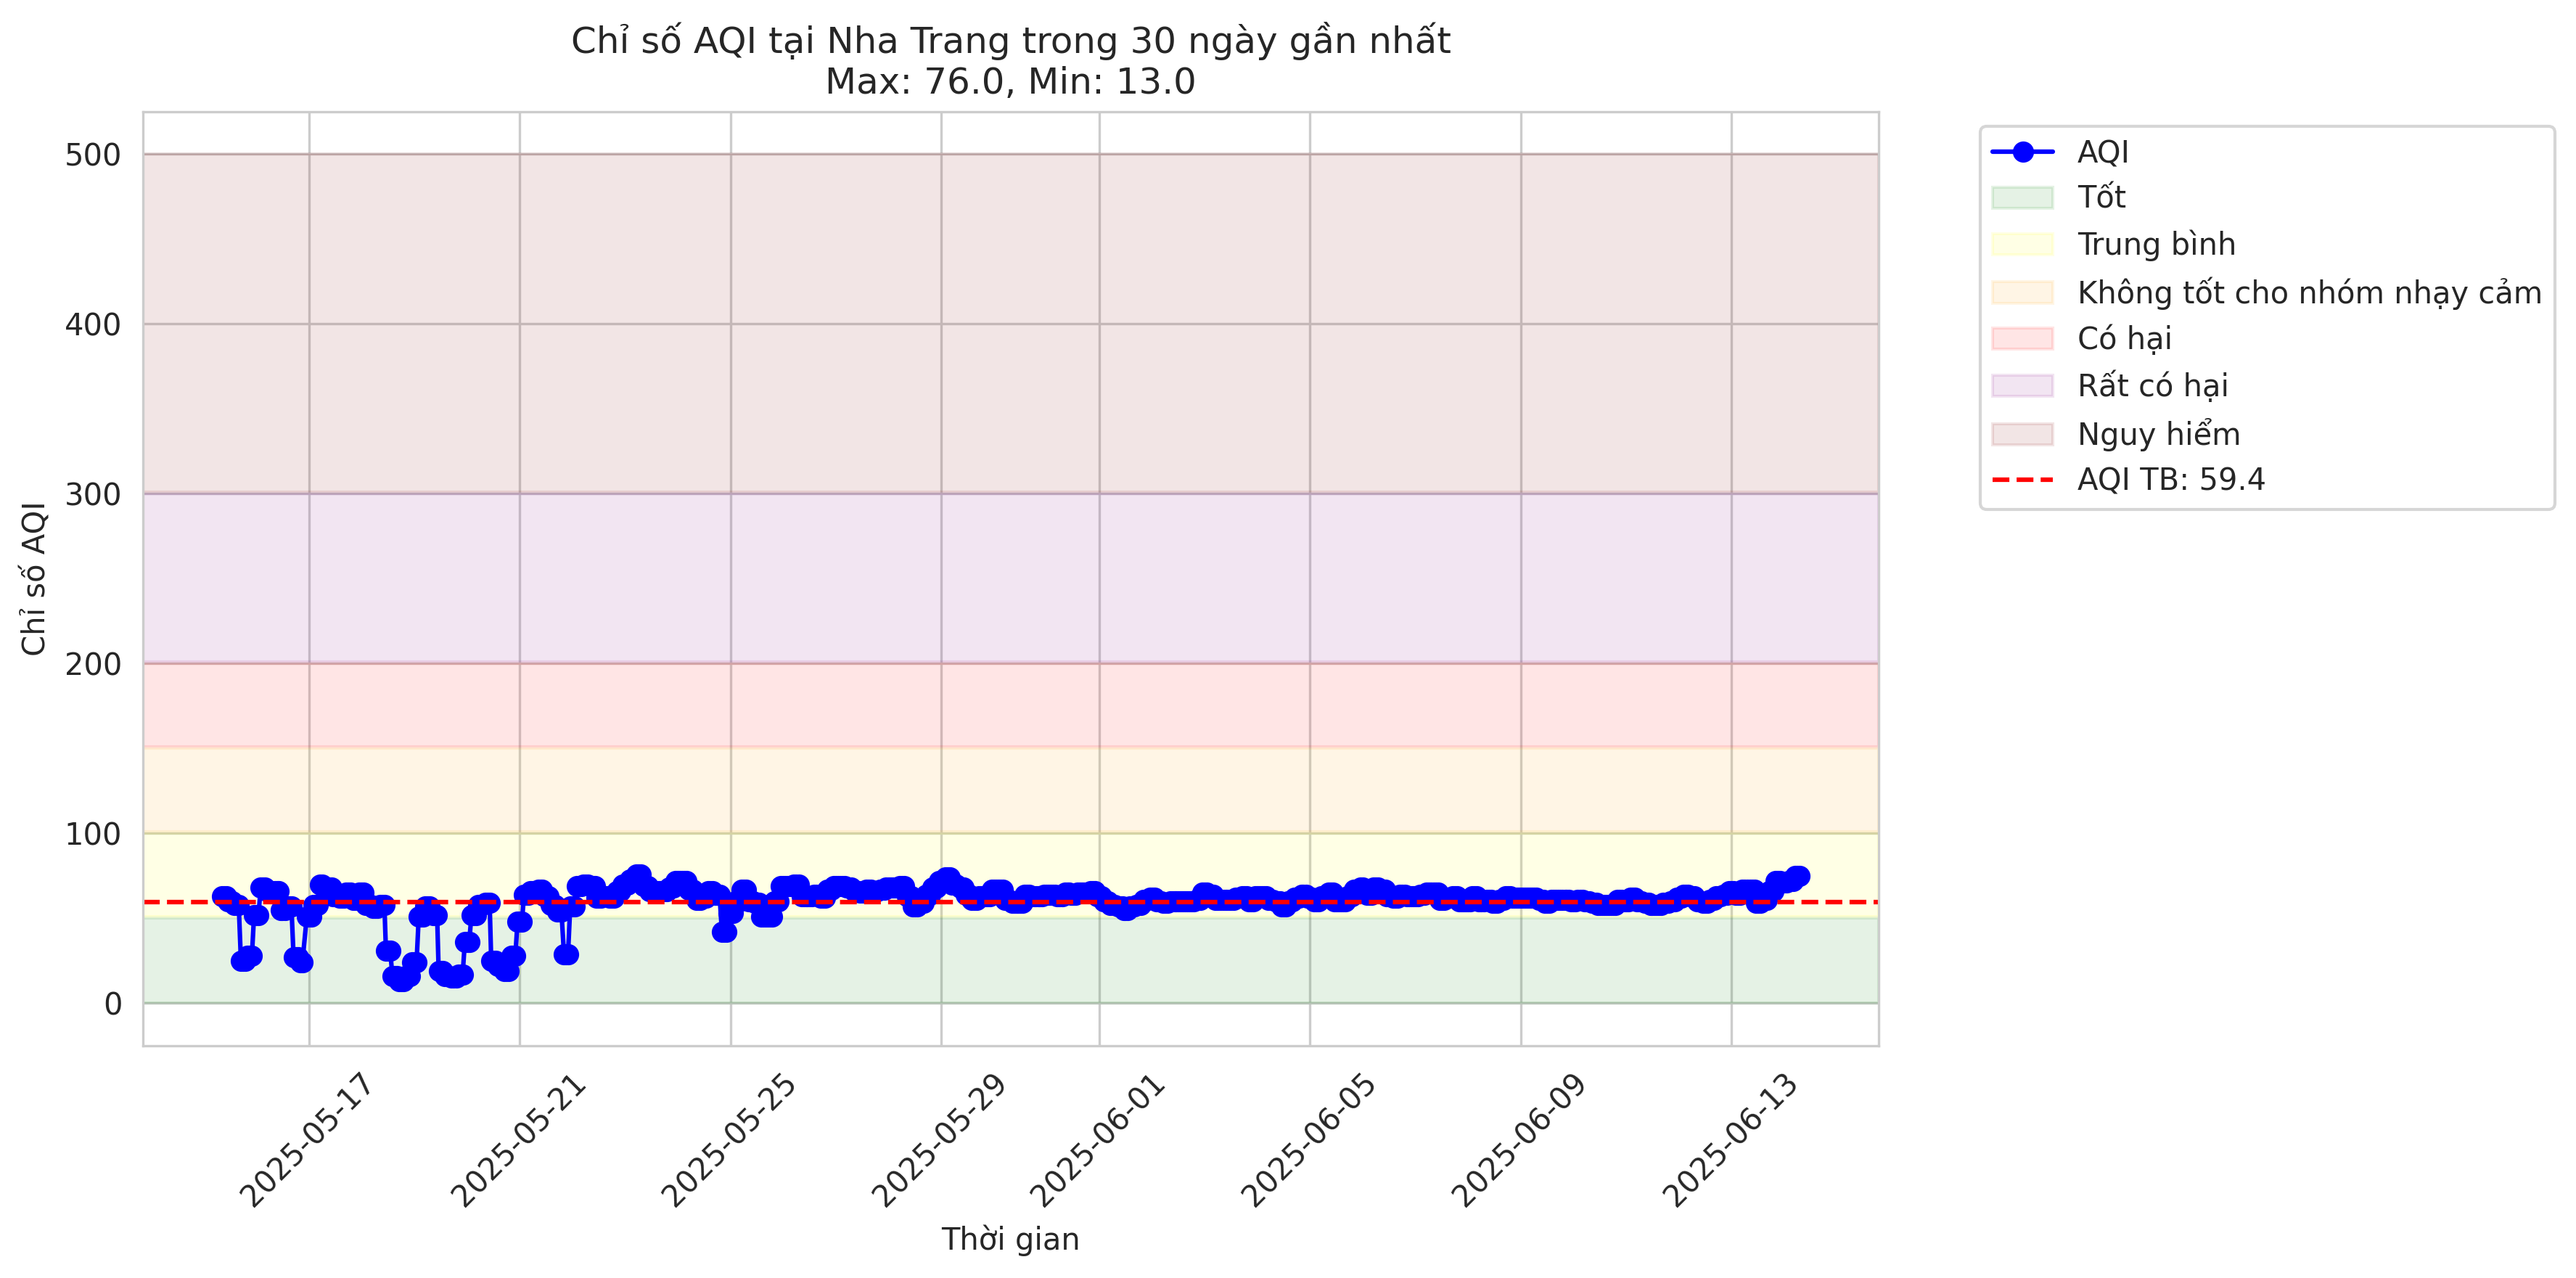 Chỉ số AQI tại Nha Trang trong 30 ngày gần nhất
Max: 76.0, Min: 13.0
Chỉ số AQI
500
400
300
200
100
0
2025-05-17
2025-05-21
2025-05-25
2025-05-29
2025-06-01
2025-06-05
2025-06-09
2025-06-13
Thời gian
AQI
Tốt
Trung bình
Không tốt cho nhóm nhạy cảm
Có hại
Rất có hại
Nguy hiểm
AQI TB: 59.4